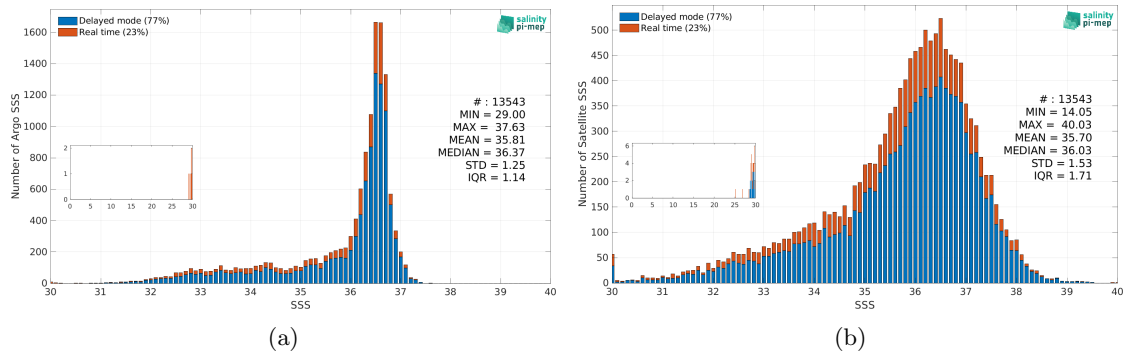 Delayed mode (77%)
Real time (23%)
salinity
pi-mep
# : 13543
MIN = 29.00
MAX = 37.63
MEAN = 35.81
MEDIAN = 36.37
STD = 1.25
IQR = 1.14
Number of Argo SSS
1600
1400
1200
1000
800
600
400
200
0
2
1
0
0 5 10 15 20 25 30
30 31 32 33 34 35 36 37 38 39 40
SSS
(a)
Delayed mode (77%)
Real time (23%)
salinity
pi-mep
# : 13543
MIN = 14.05
MAX = 40.03
MEAN = 35.70
MEDIAN = 36.03
STD = 1.53
IQR = 1.71
Number of Satellite SSS
500
450
400
350
300
250
200
150
100
50
0
6
4
2
0
0 5 10 15 20 25 30
30 31 32 33 34 35 36 37 38 39 40
SSS
(b)